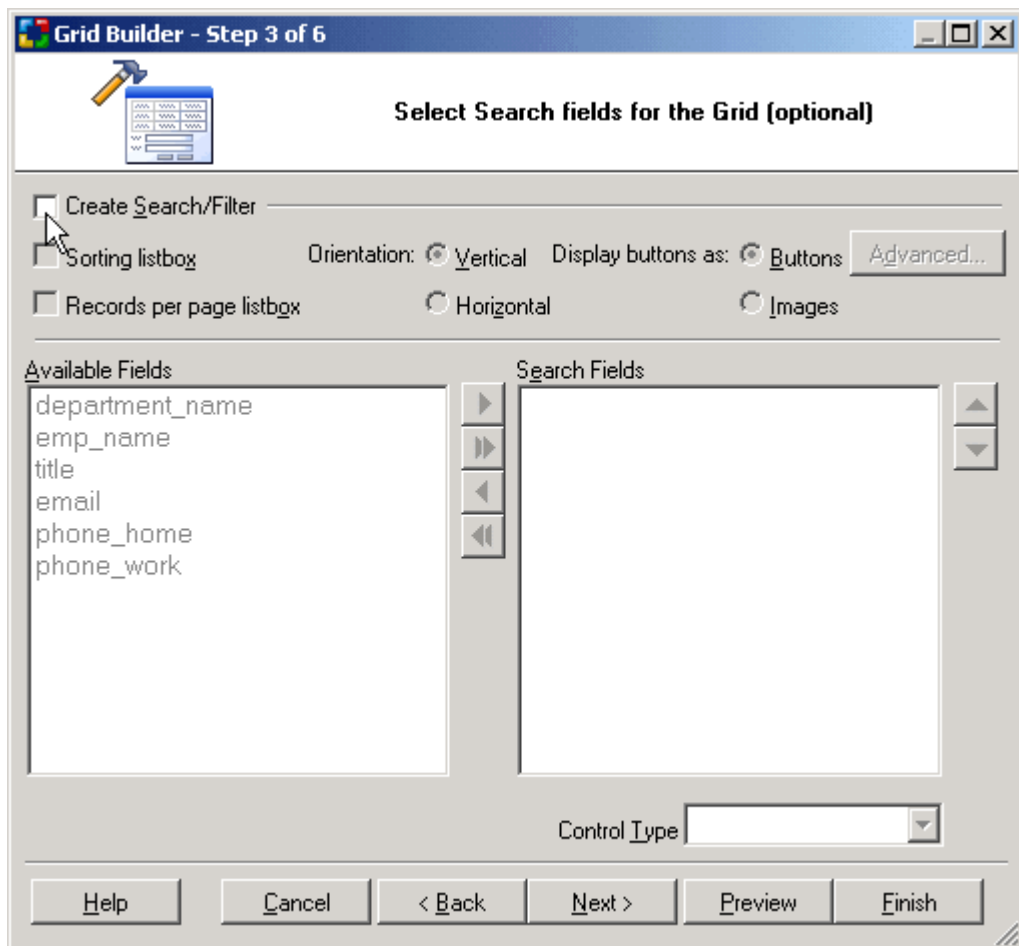 Grid Builder - Step 3 of 6
Select Search fields for the Grid (optional)
Create Search/Filter
Sorting listbox Orientation: Vertical Display buttons as: Buttons Advanced...
Records per page listbox Horizontal Images
Available Fields Search Fields
department_name
emp_name
title
email
phone_home
phone_work
Control Type
Help Cancel < Back Next > Preview Finish